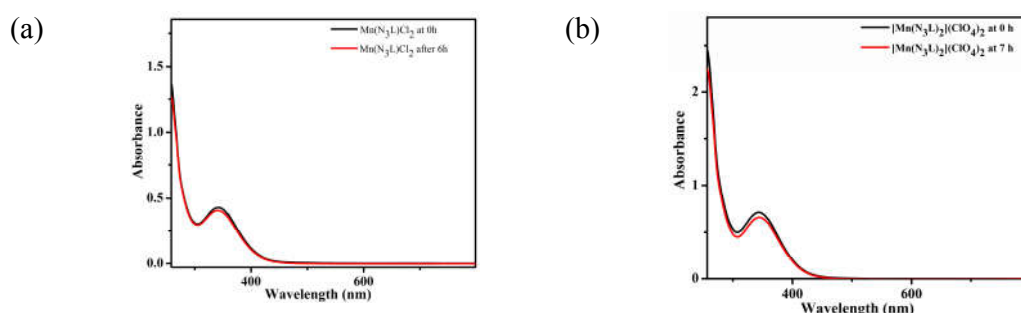 (a)
Mn(N3L)Cl2 at 0h
Mn(N3L)Cl2 after 6h
1.5
1.0
0.5
0.0
Absorbance
400
600
Wavelength (nm)
(b)
[Mn(N3L)2](ClO4)2 at 0 h
[Mn(N3L)2](ClO4)2 at 7 h
2
1
0
Absorbance
400
600
Wavelength (nm)